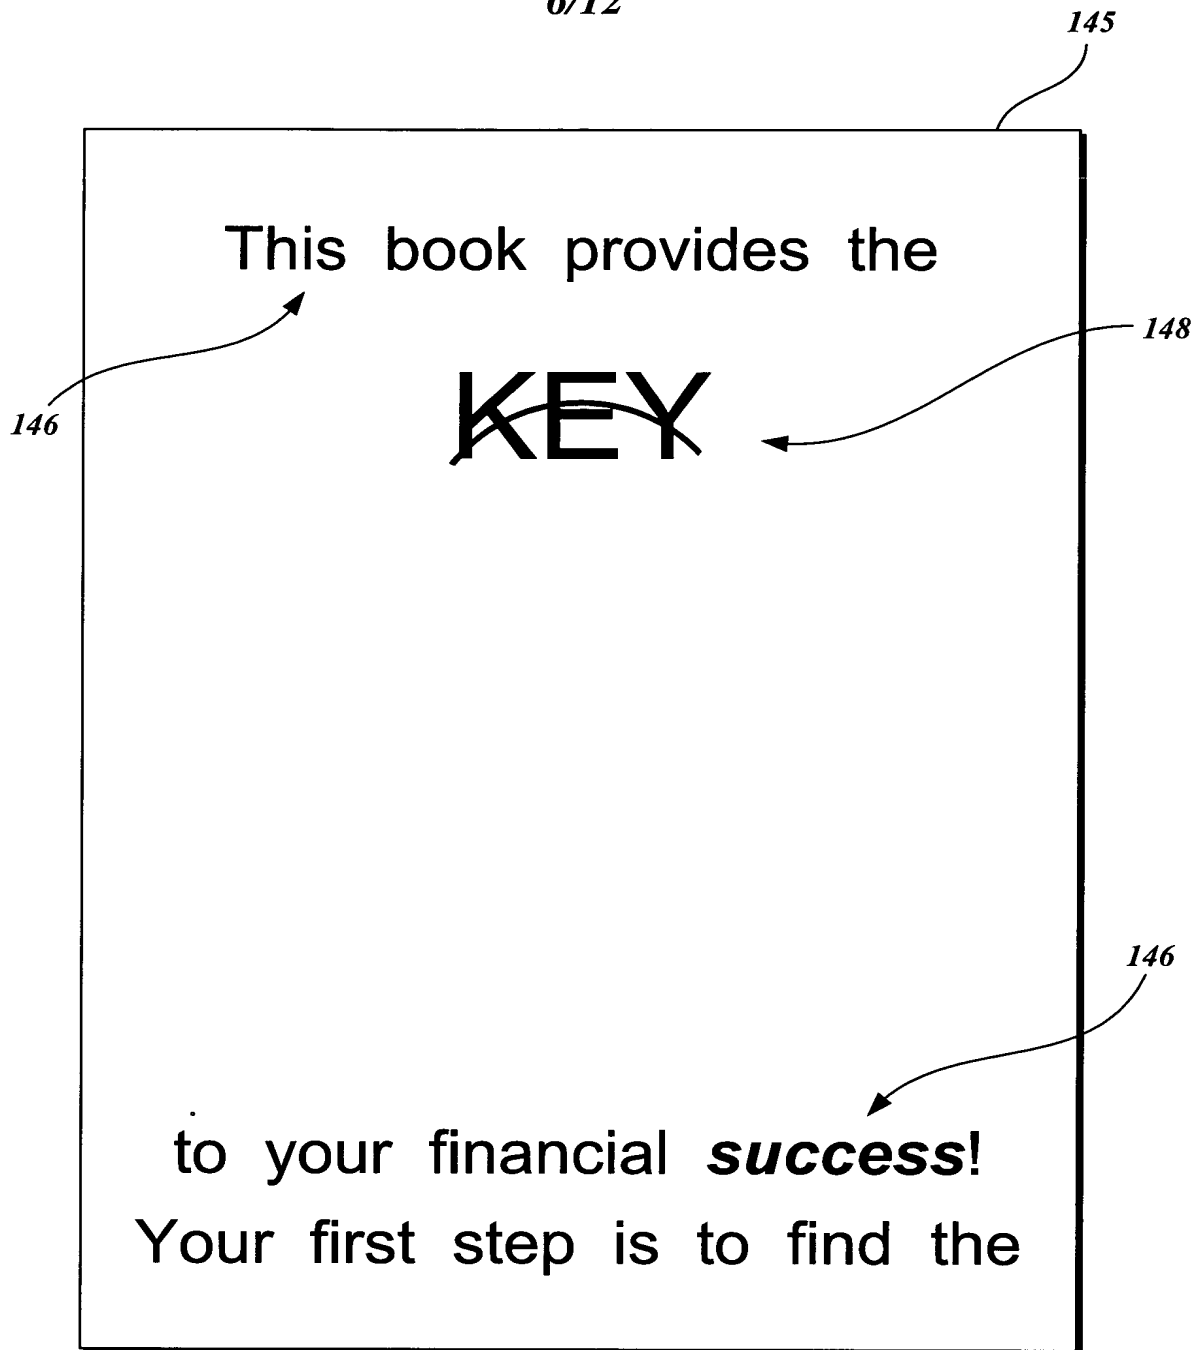 6/12
145
This book provides the
148
KEY
146
146
to your financial success!
Your first step is to find the